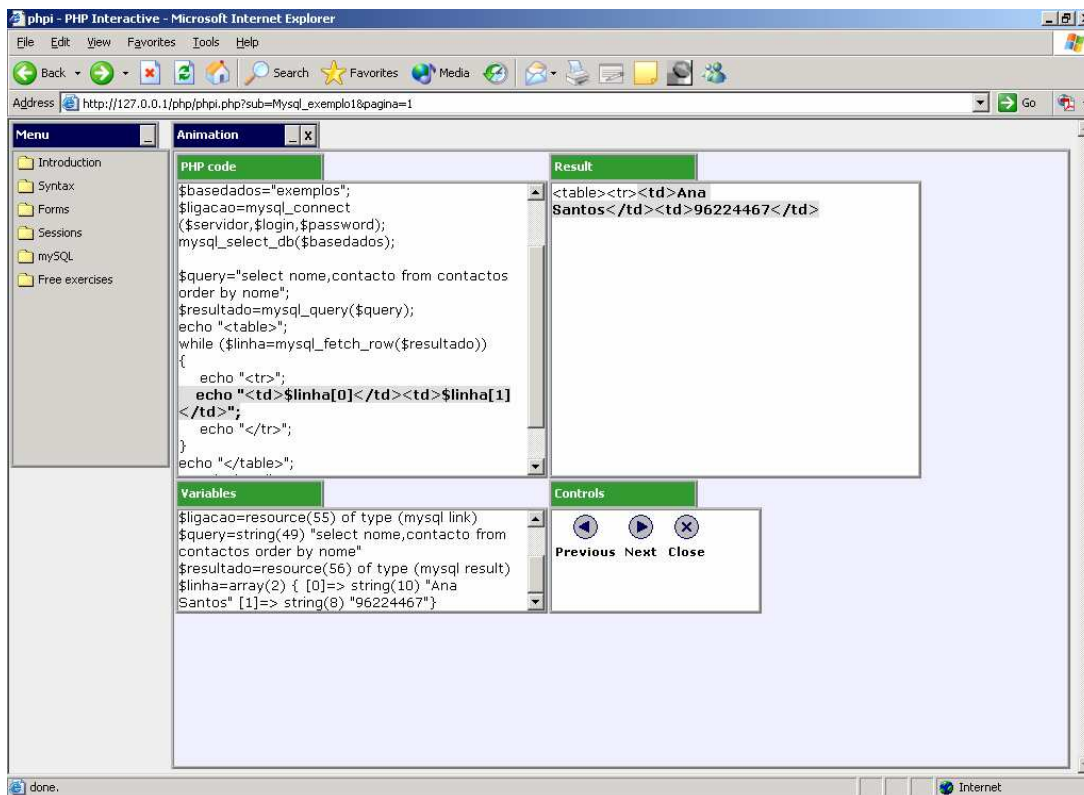 phpi - PHP Interactive - Microsoft Internet Explorer
File Edit View Favorites Tools Help
Back Search Favorites Media
Address http://127.0.0.1/php/phpi.php?sub=Mysql_exemplo1&pagina=1 Go
Menu
Introduction
Syntax
Forms
Sessions
mySQL
Free exercises
Animation
PHP code
$basedados="exemplos";
$ligacao=mysql_connect
($servidor,$login,$password);
mysql_select_db($basedados);
$query="select nome,contacto from contactos
order by nome";
$resultado=mysql_query($query);
echo "<table>";
while ($linha=mysql_fetch_row($resultado))
{
echo "<tr>";
echo "<td>$linha[0]</td><td>$linha[1]
</td>";
echo "</tr>";
}
echo "</table>";
Result
<table><tr><td>Ana
Santos</td><td>96224467</td>
Variables
$ligacao=resource(55) of type (mysql link)
$query=string(49) "select nome,contacto from
contactos order by nome"
$resultado=resource(56) of type (mysql result)
$linha=array(2) { [0]=> string(10) "Ana
Santos" [1]=> string(8) "96224467"}
Controls
Previous Next Close
done. Internet